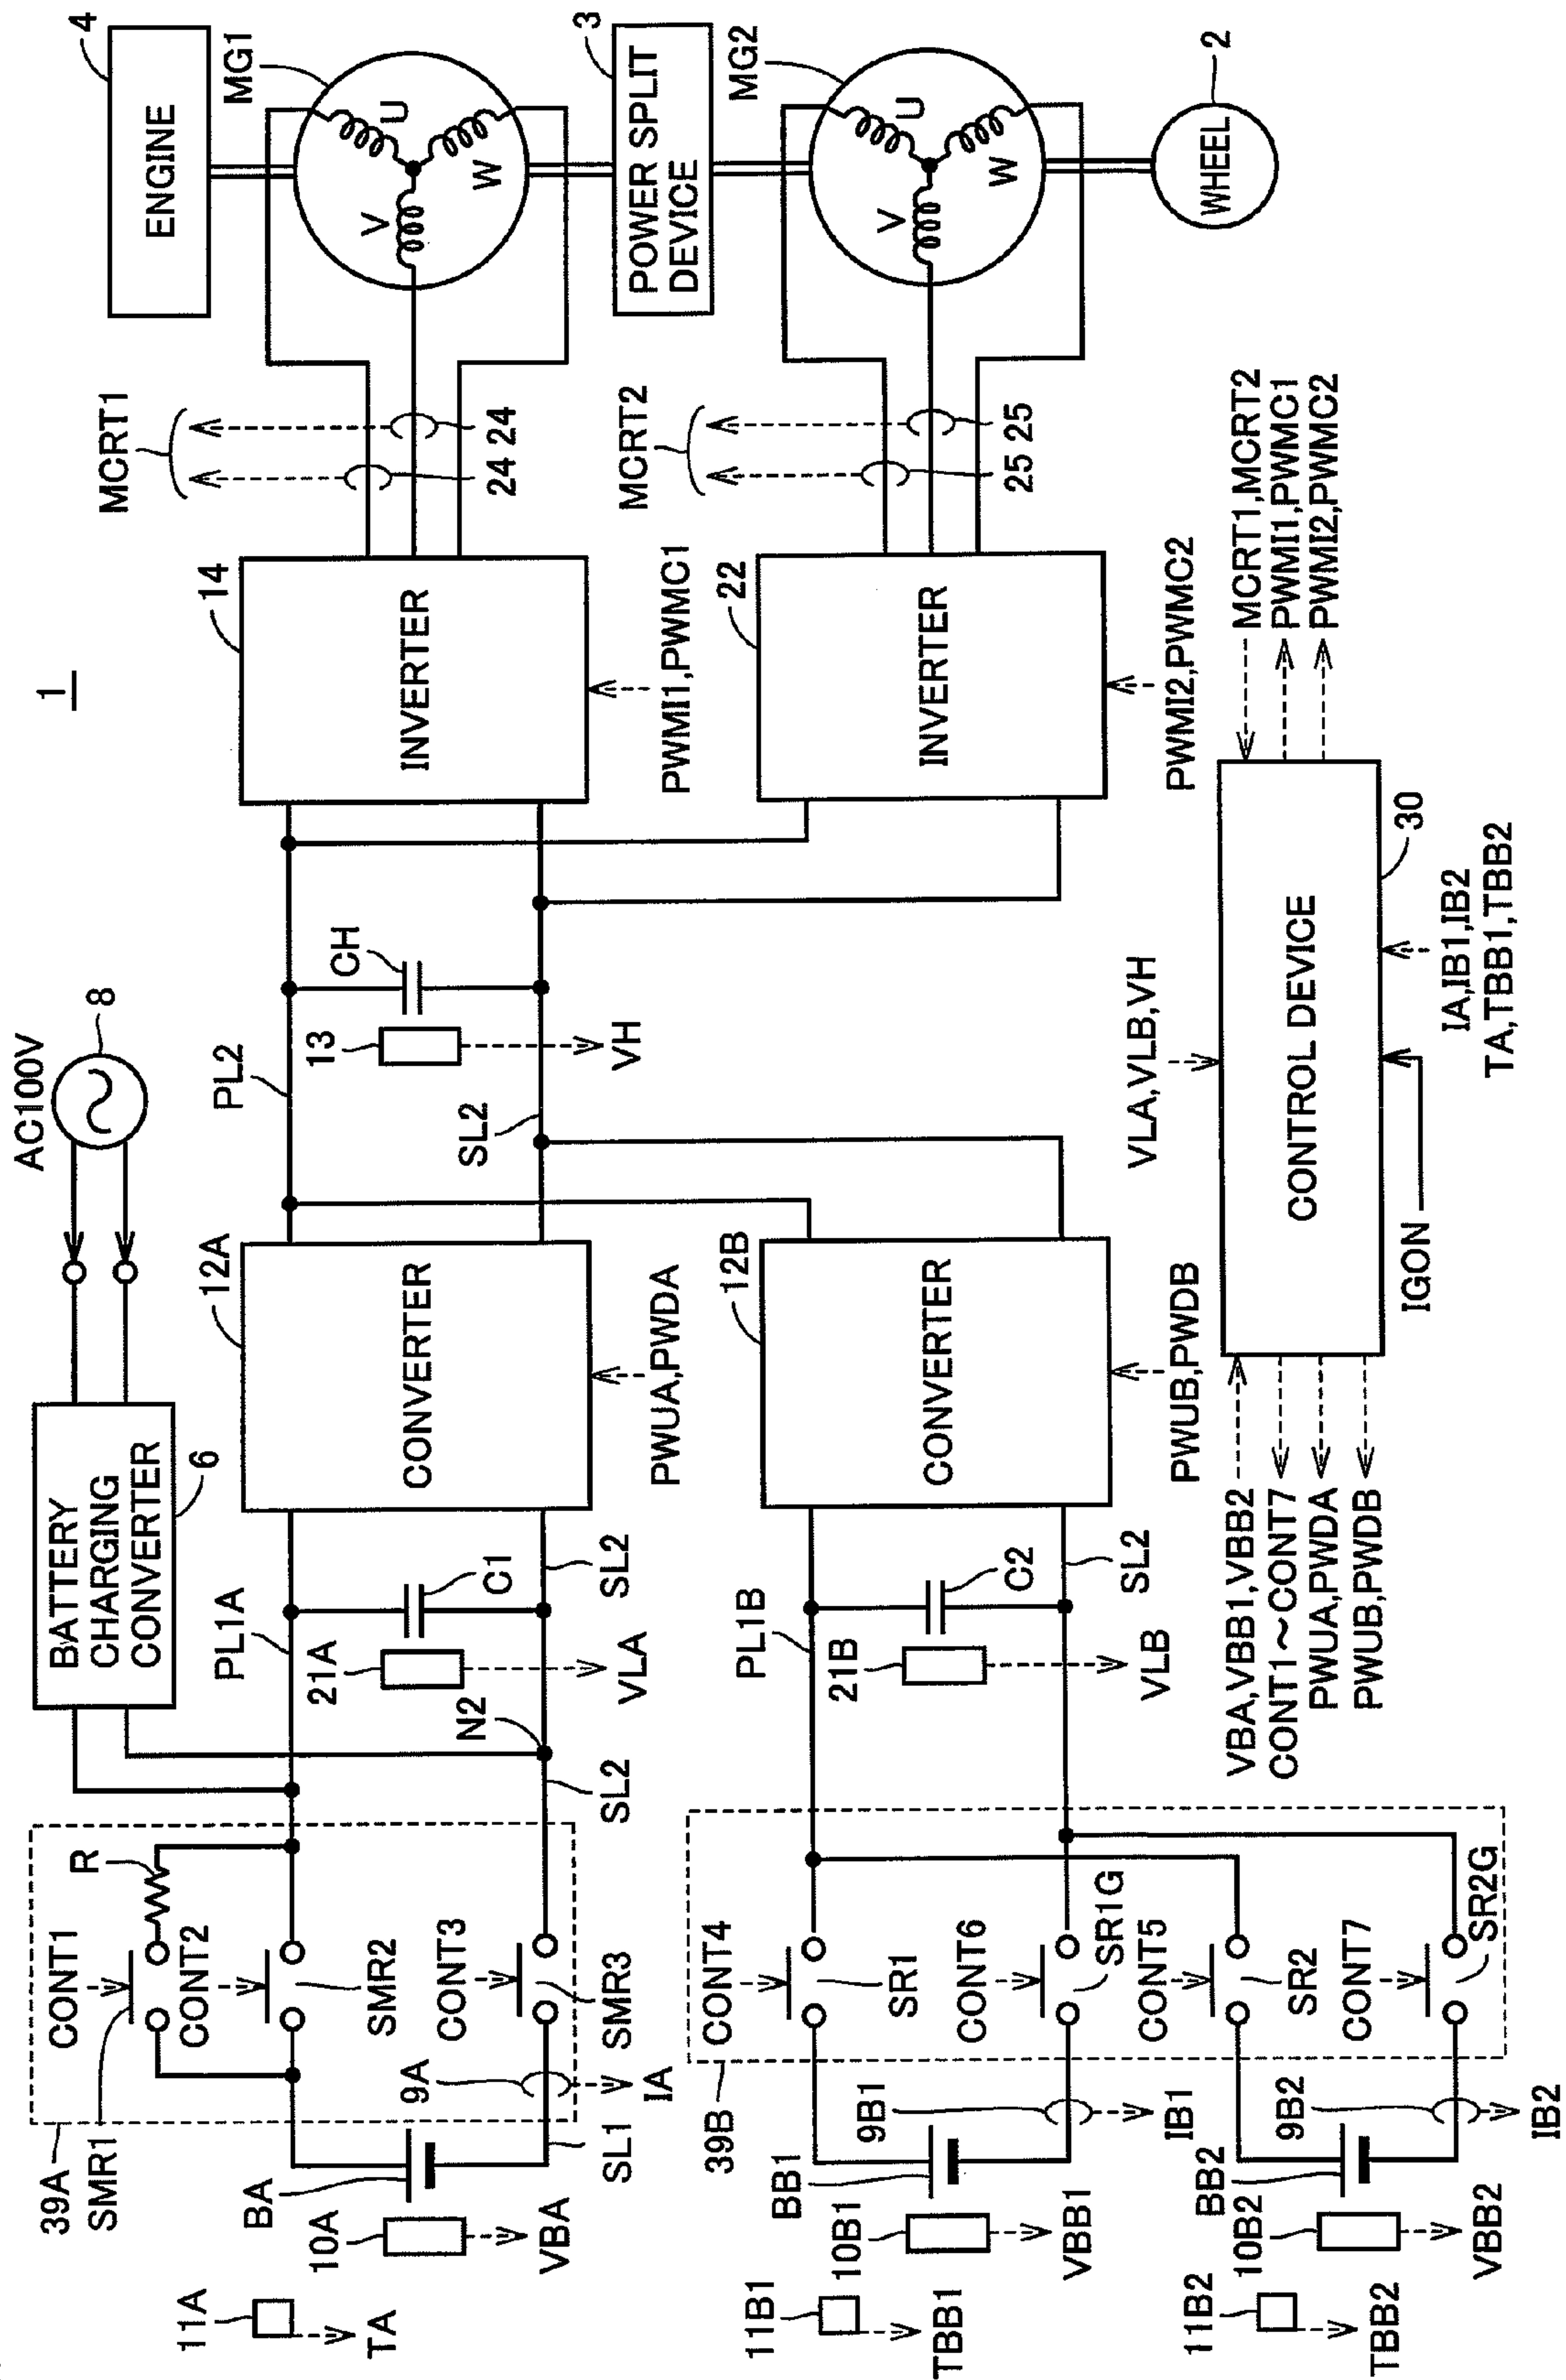 1
AC100V
8
BATTERY
CHARGING
CONVERTER
6
39A
SMR1
CONT1
R
CONT2
SMR2
CONT3
SMR3
9A
IA
SL1
BA
10A
VBA
11A
TA
PL1A
21A
VLA
N2
SL2
C1
SL2
12A
CONVERTER
PWUA,PWDA
PL2
SL2
13
VH
CH
14
INVERTER
PWMI1,PWMC1
MCRT1
24
24
4
ENGINE
MG1
U
V
W
3
POWER SPLIT
DEVICE
39B
CONT4
SR1
CONT6
SR1G
CONT5
SR2
CONT7
SR2G
BB1
9B1
IB1
10B1
VBB1
11B1
TBB1
BB2
9B2
IB2
10B2
VBB2
11B2
TBB2
PL1B
21B
VLB
C2
SL2
12B
CONVERTER
PWUB,PWDB
22
INVERTER
PWMI2,PWMC2
MCRT2
25
25
MG2
U
V
W
WHEEL
2
VLA,VLB,VH
VBA,VBB1,VBB2
CONT1~CONT7
PWUA,PWDA
PWUB,PWDB
CONTROL DEVICE
30
MCRT1,MCRT2
PWMI1,PWMC1
PWMI2,PWMC2
IGON
IA,IB1,IB2
TA,TBB1,TBB2